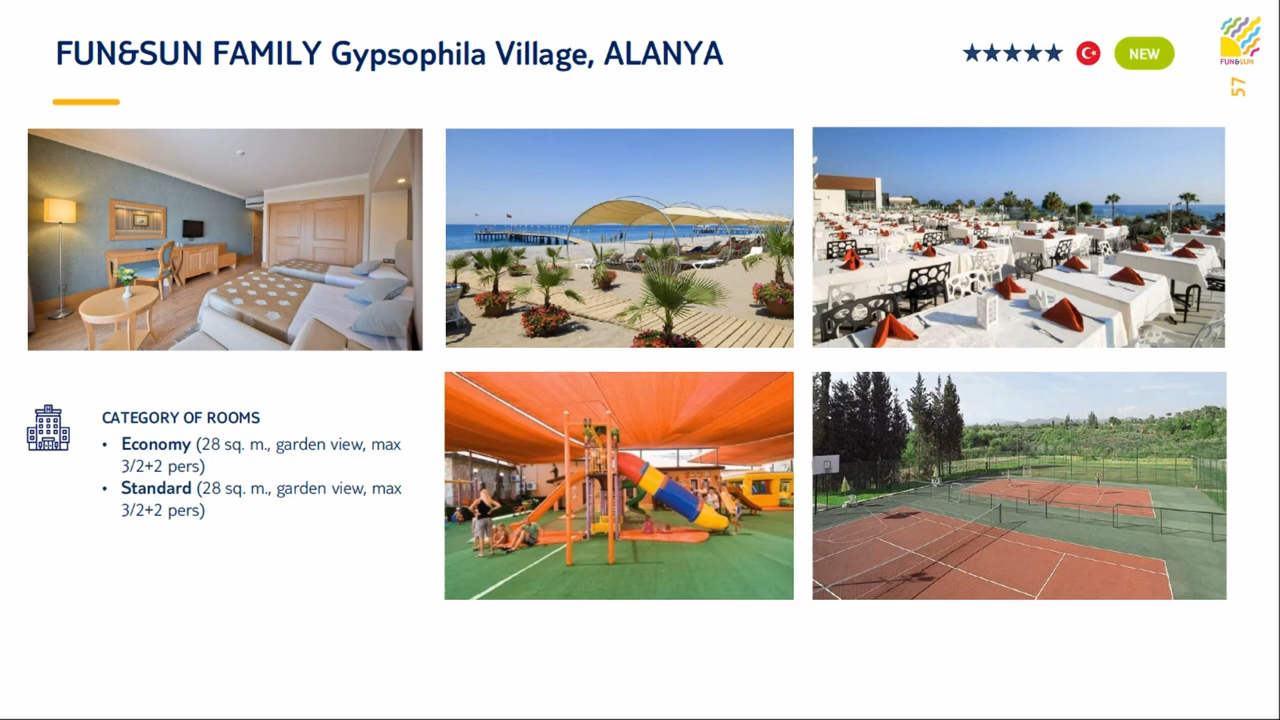 FUN&SUN FAMILY Gypsophila Village, ALANYA
NEW
FUN&SUN
57
CATEGORY OF ROOMS
• Economy (28 sq. m., garden view, max
3/2+2 pers)
• Standard (28 sq. m., garden view, max
3/2+2 pers)